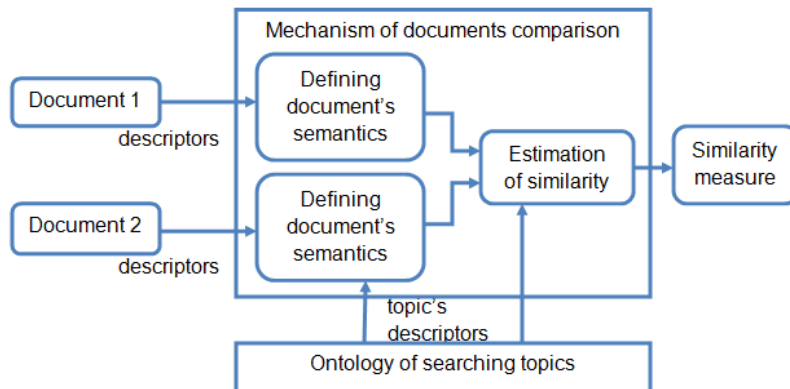 Mechanism of documents comparison
Document 1
descriptors
Defining
document's
semantics
Document 2
descriptors
Defining
document's
semantics
Estimation
of similarity
Similarity
measure
topic's
descriptors
Ontology of searching topics